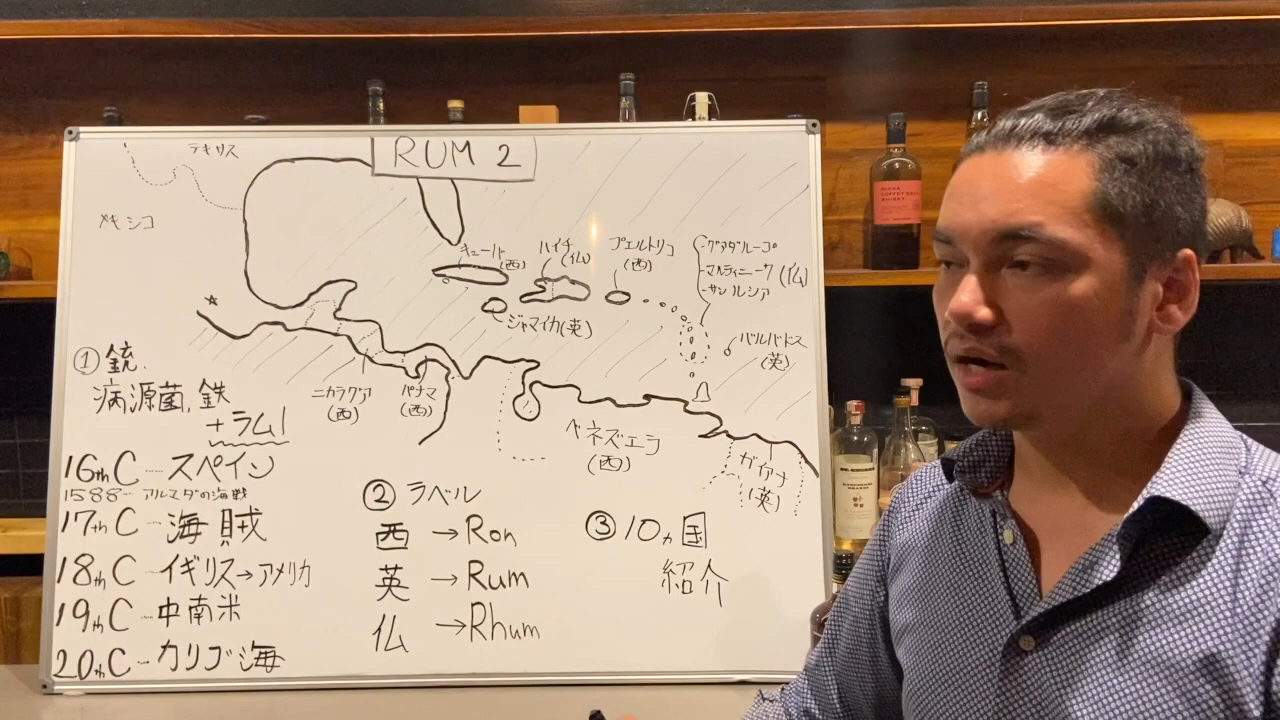 RUM 2
テキサス
メキシコ
キューバ
(西)
ハイチ
(仏)
プエルトリコ
(西)
・グアダループ
・マルティニーク (仏)
・サンルシア
ジャマイカ(英)
バルバドス
(英)
ニカラグア
(西)
パナマ
(西)
ベネズエラ
(西)
ガイアナ
(英)
① 銃.
病源菌, 鉄
+ラム!
16thC … スペイン
1588… アルマダの海戦
17thC … 海賊
18thC … イギリス→アメリカ
19thC … 中南米
20thC … カリブ海
② ラベル
西 → Ron
英 → Rum
仏 → Rhum
③ 10ヵ国
紹介